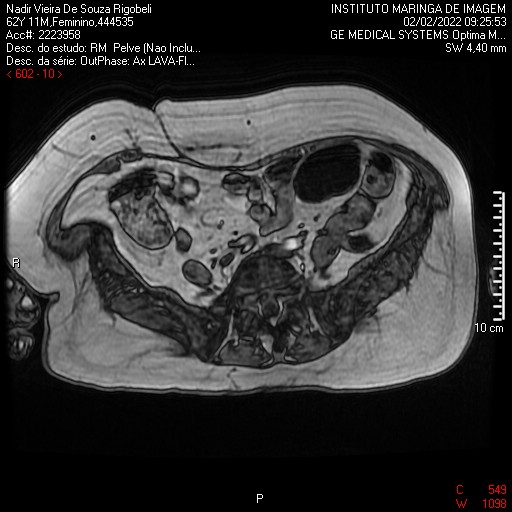 Nadir Vieira De Souza Rigobeli
62Y 11M,Feminino,444535
Acc#: 2223958
Desc. do estudo: RM Pelve (Nao Inclu...
Desc. da série: OutPhase: Ax LAVA-Fl...
< 602 - 10 >
INSTITUTO MARINGA DE IMAGEM
02/02/2022 09:25:53
GE MEDICAL SYSTEMS Optima M...
SW 4,40 mm
R
10 cm
P
C 549
W 1098